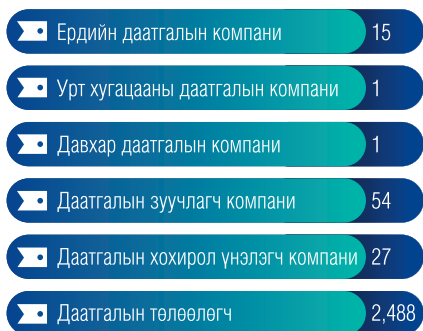 Ердийн даатгалын компани 15
Урт хугацааны даатгалын компани 1
Давхар даатгалын компани 1
Даатгалын зуучлагч компани 54
Даатгалын хохирол үнэлэгч компани 27
Даатгалын төлөөлөгч 2,488